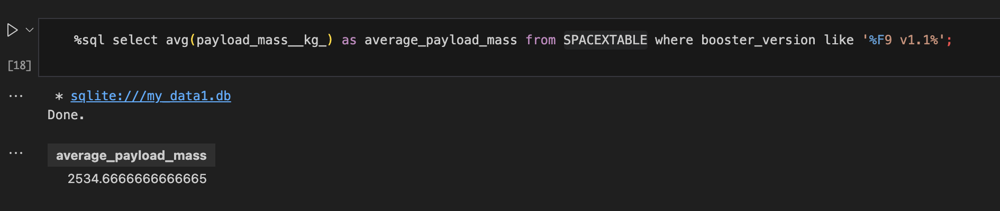 %sql select avg(payload_mass__kg_) as average_payload_mass from SPACEXTABLE where booster_version like '%F9 v1.1%';
[18]
* sqlite:///my_data1.db
Done.
average_payload_mass
2534.6666666666665